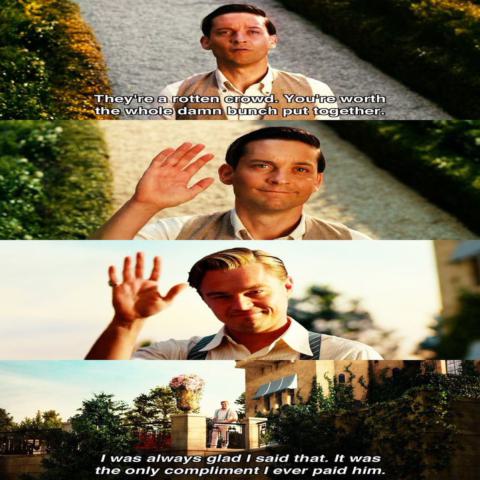 They're a rotten crowd. You're worth
the whole damn bunch put together.
I was always glad I said that. It was
the only compliment I ever paid him.